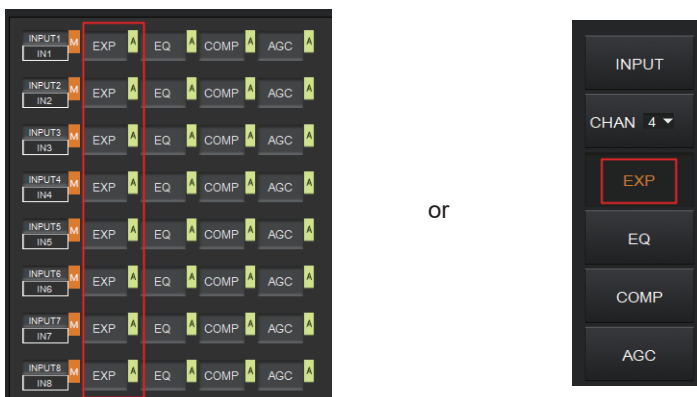 INPUT1 M EXP A EQ A COMP A AGC A
IN1
INPUT2 M EXP A EQ A COMP A AGC A
IN2
INPUT3 M EXP A EQ A COMP A AGC A
IN3
INPUT4 M EXP A EQ A COMP A AGC A
IN4
INPUT5 M EXP A EQ A COMP A AGC A
IN5
INPUT6 M EXP A EQ A COMP A AGC A
IN6
INPUT7 M EXP A EQ A COMP A AGC A
IN7
INPUT8 M EXP A EQ A COMP A AGC A
IN8
or
INPUT
CHAN 4
EXP
EQ
COMP
AGC